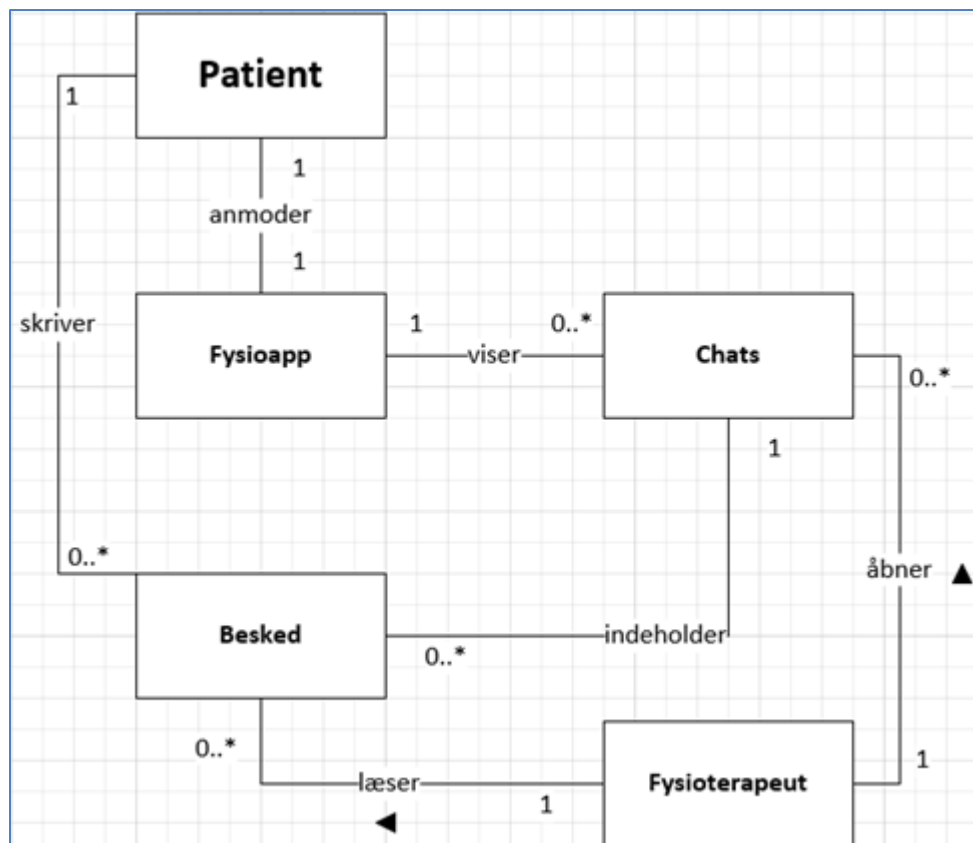 Patient
1
1
anmoder
1
skriver
1
0..*
Fysioapp
viser
Chats
0..*
1
0..*
åbner
Besked
indeholder
0..*
0..*
1
læser
Fysioterapeut
1